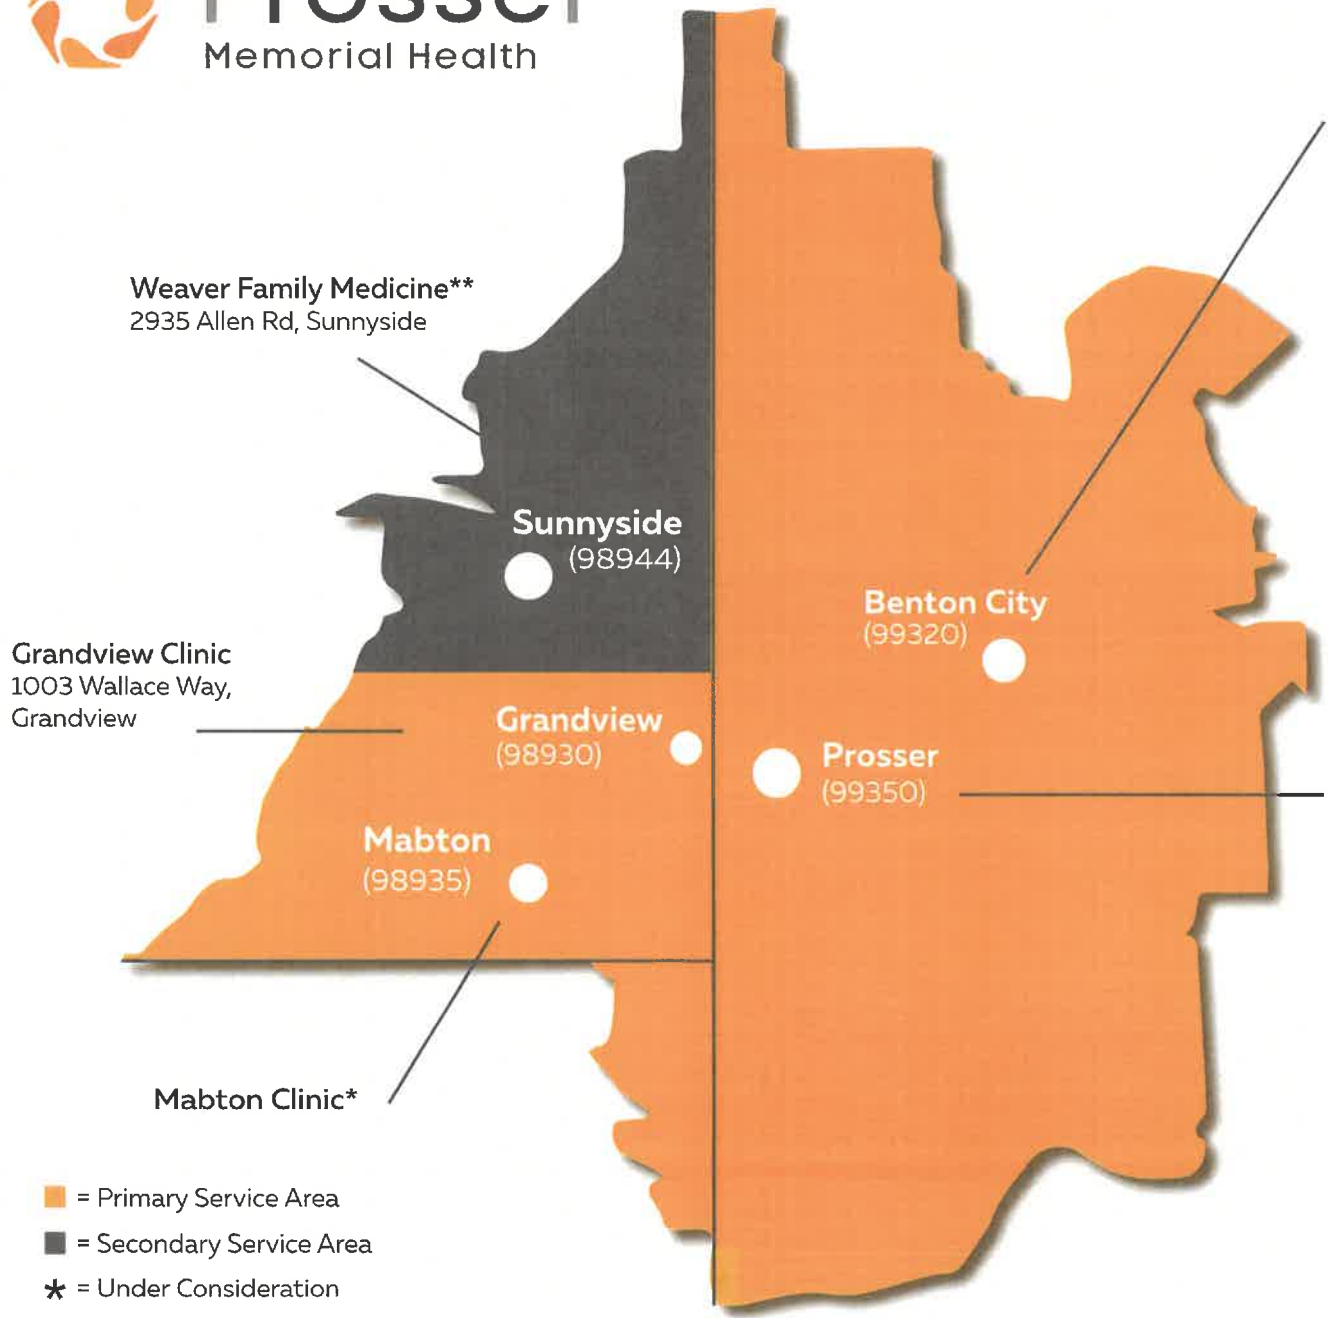 Prosser
Memorial Health
Weaver Family Medicine**
2935 Allen Rd, Sunnyside
Sunnyside
(98944)
Benton City
(99320)
Grandview Clinic
1003 Wallace Way,
Grandview
Grandview
(98930)
Prosser
(99350)
Mabton
(98935)
Mabton Clinic*
= Primary Service Area
= Secondary Service Area
* = Under Consideration